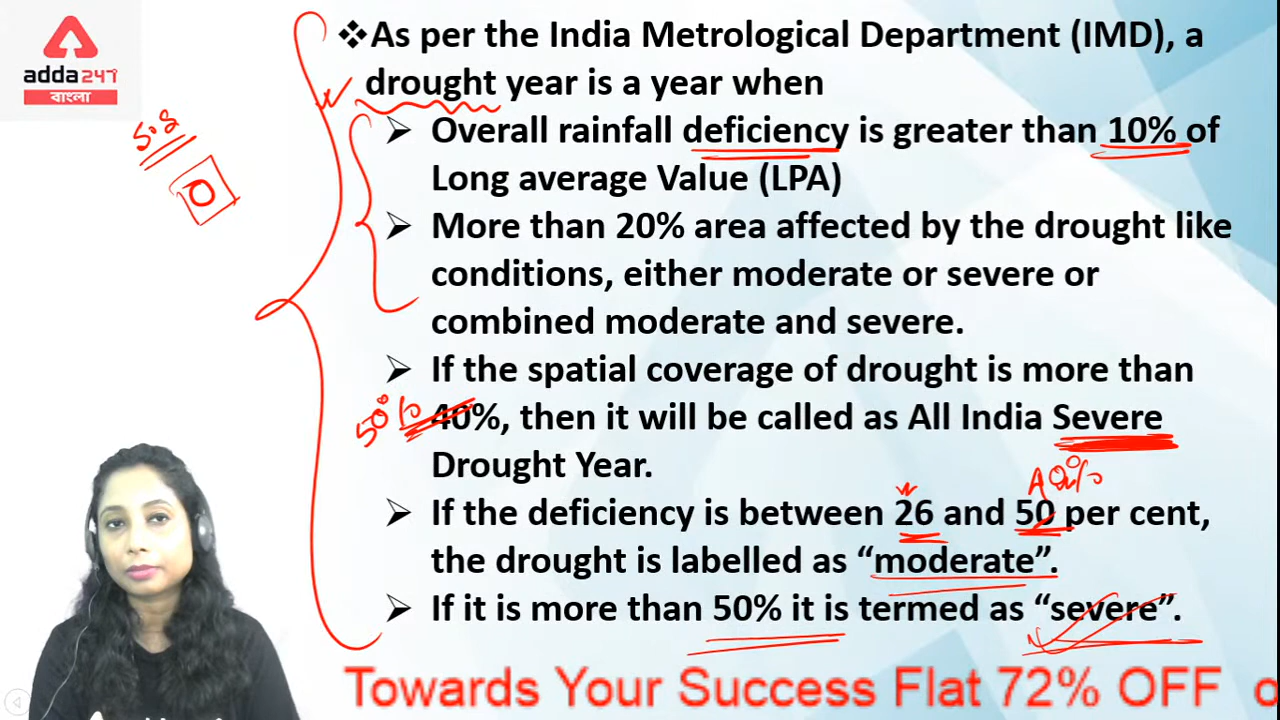 adda247
বাংলা
❖As per the India Metrological Department (IMD), a
drought year is a year when
➢ Overall rainfall deficiency is greater than 10% of
Long average Value (LPA)
➢ More than 20% area affected by the drought like
conditions, either moderate or severe or
combined moderate and severe.
➢ If the spatial coverage of drought is more than
50% 40%, then it will be called as All India Severe
Drought Year.
➢ If the deficiency is between 26 and 50 per cent,
the drought is labelled as “moderate”.
➢ If it is more than 50% it is termed as “severe”.
Towards Your Success Flat 72% OFF